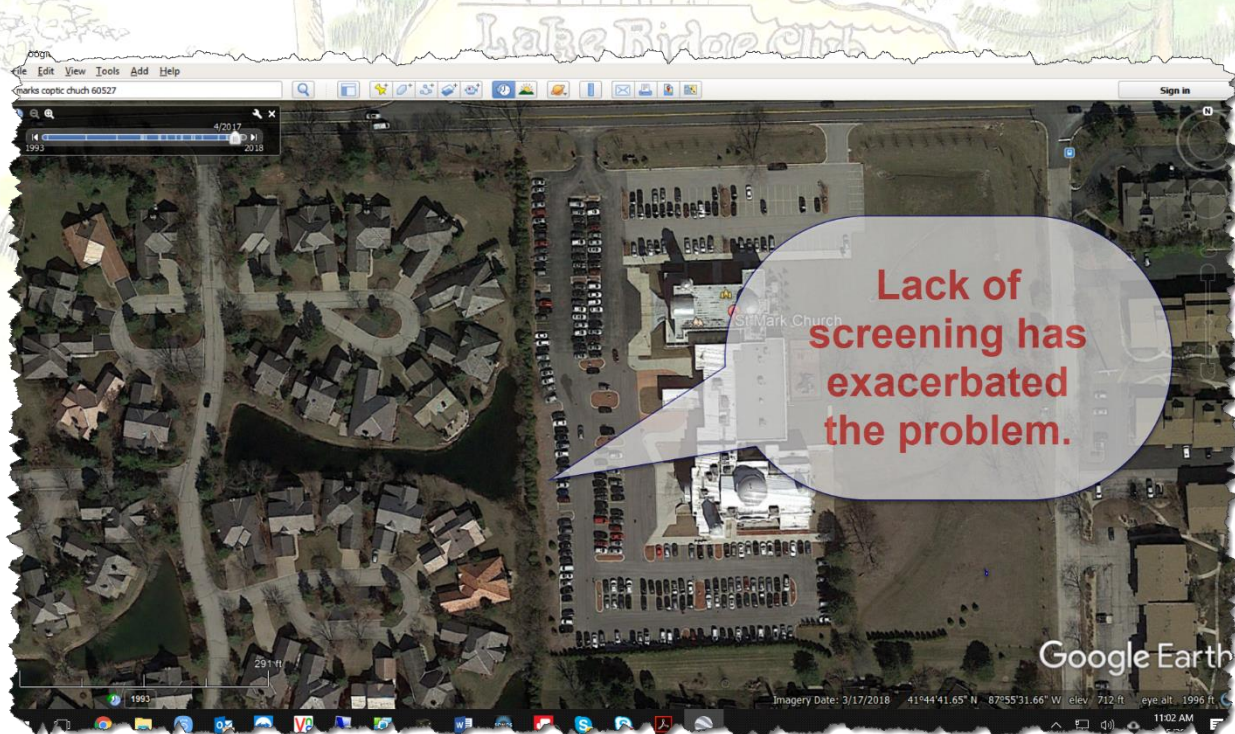 Lake Ridge Club
File Edit View Tools Add Help
marks coptic chuch 60527
Sign in
N
4/2017
1993 2018
St Mark Church
Lack of
screening has
exacerbated
the problem.
291 ft
Google Earth
1993
Imagery Date: 3/17/2018 41°44'41.65" N 87°55'31.66" W elev 712 ft eye alt 1996 ft
11:02 AM